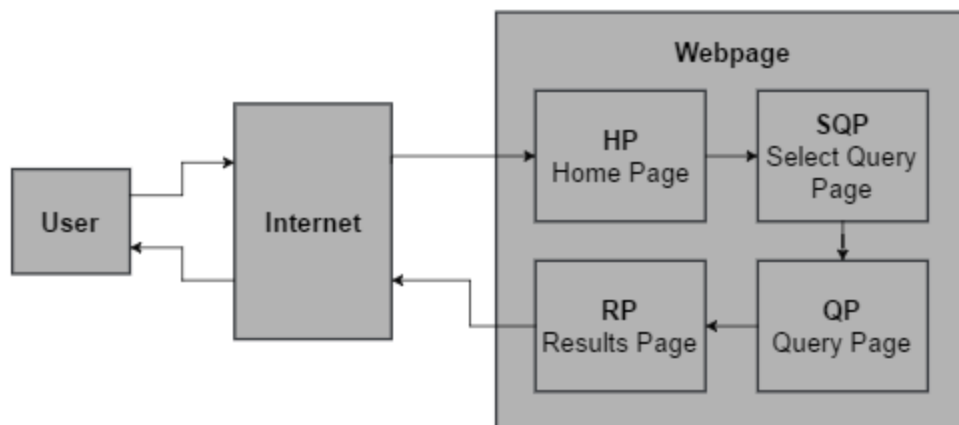 Webpage
HP
Home Page
SQP
Select Query
Page
User
Internet
RP
Results Page
QP
Query Page